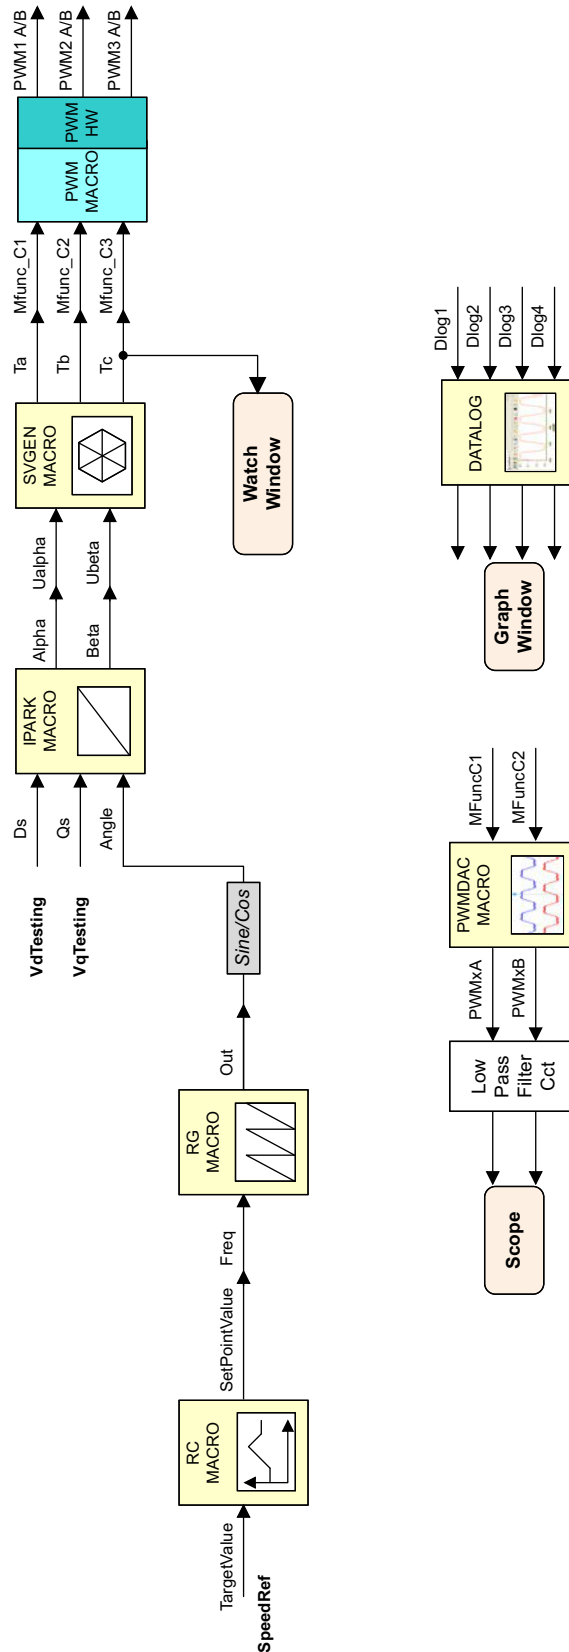 SpeedRef
TargetValue
RC
MACRO
SetPointValue
Freq
RG
MACRO
Out
Sine/Cos
VdTesting
VqTesting
Ds
Qs
Angle
IPARK
MACRO
Alpha
Beta
Ualpha
Ubeta
SVGEN
MACRO
Ta
Tb
Tc
Mfunc_C1
Mfunc_C2
Mfunc_C3
PWM
MACRO
PWM
HW
PWM1 A/B
PWM2 A/B
PWM3 A/B
Watch
Window
Scope
Low
Pass
Filter
Cct
PWMxA
PWMxB
PWMDAC
MACRO
MFuncC1
MFuncC2
Graph
Window
DATALOG
Dlog1
Dlog2
Dlog3
Dlog4